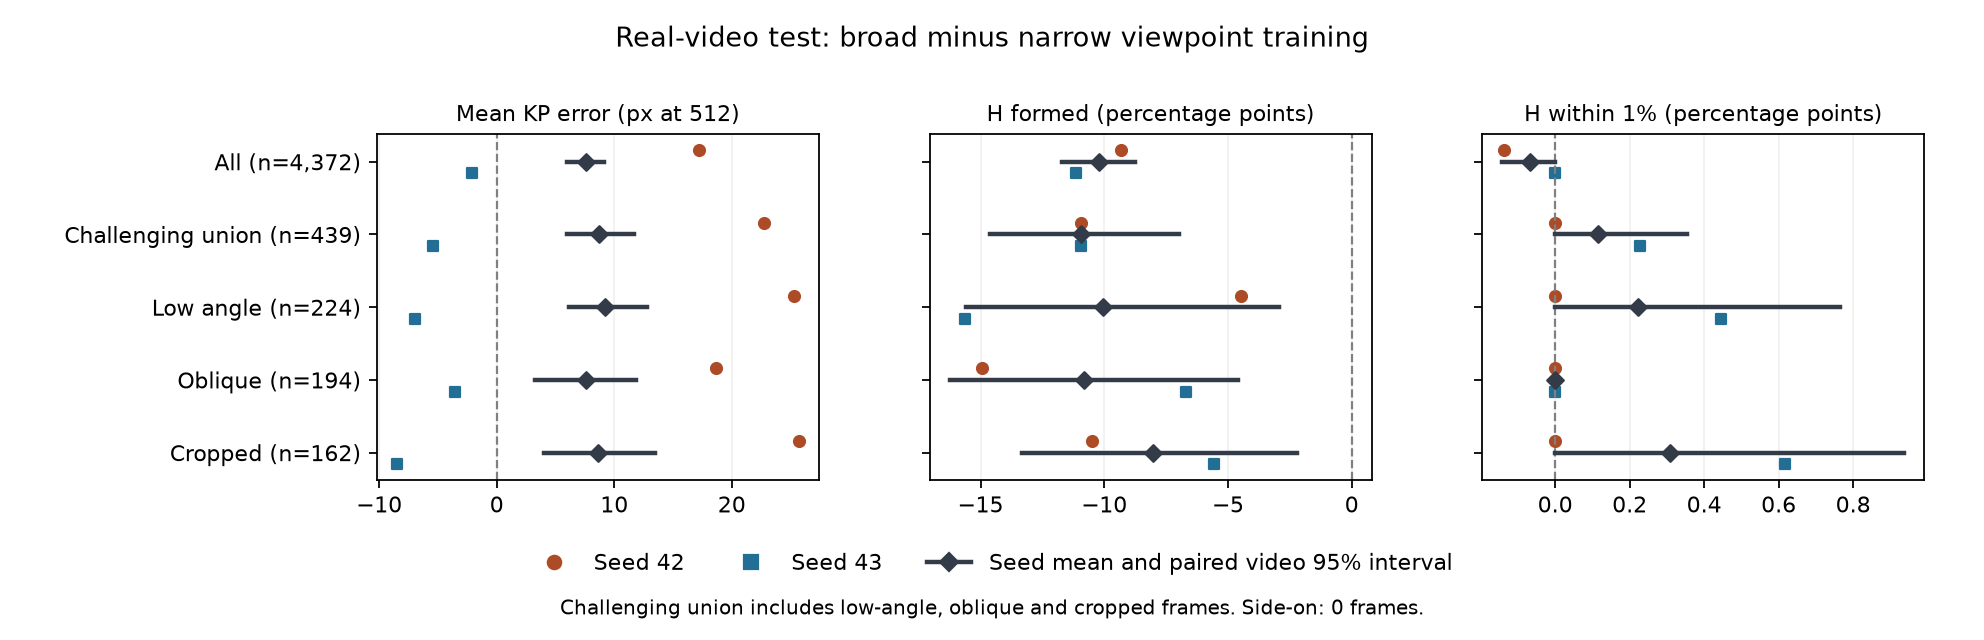 Real-video test: broad minus narrow viewpoint training
Mean KP error (px at 512)
H formed (percentage points)
H within 1% (percentage points)
All (n=4,372)
Challenging union (n=439)
Low angle (n=224)
Oblique (n=194)
Cropped (n=162)
−10 0 10 20
−15 −10 −5 0
0.0 0.2 0.4 0.6 0.8
Seed 42 Seed 43 Seed mean and paired video 95% interval
Challenging union includes low-angle, oblique and cropped frames. Side-on: 0 frames.